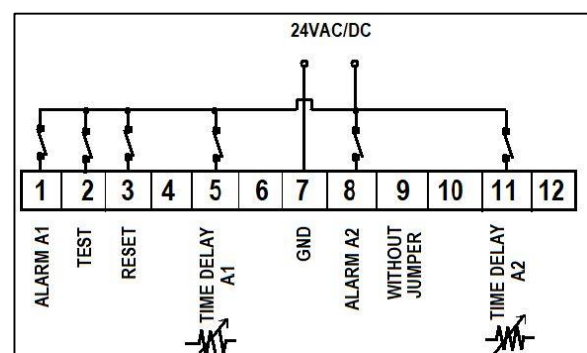 24VAC/DC
1 2 3 4 5 6 7 8 9 10 11 12
ALARM A1
TEST
RESET
TIME DELAY
A1
GND
ALARM A2
WITHOUT
JUMPER
TIME DELAY
A2